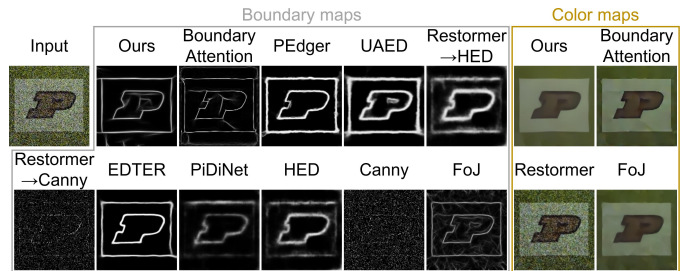 Boundary maps
Color maps
Input
Ours
Boundary
Attention
PEdger
UAED
Restormer
→HED
Ours
Boundary
Attention
Restormer
→Canny
EDTER
PiDiNet
HED
Canny
FoJ
Restormer
FoJ